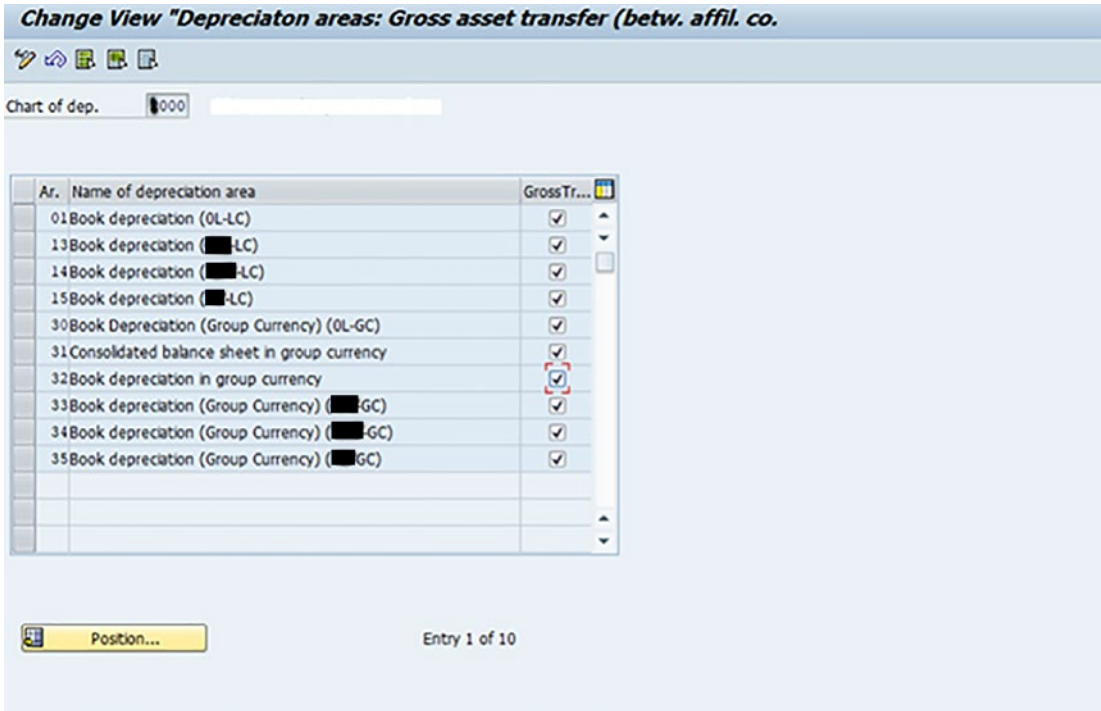 Change View "Depreciaton areas: Gross asset transfer (betw. affil. co.
Chart of dep. 000
Ar. Name of depreciation area GrossTr...
01 Book depreciation (0L-LC)
13 Book depreciation ( -LC)
14 Book depreciation ( -LC)
15 Book depreciation ( -LC)
30 Book Depreciation (Group Currency) (0L-GC)
31 Consolidated balance sheet in group currency
32 Book depreciation in group currency
33 Book depreciation (Group Currency) ( -GC)
34 Book depreciation (Group Currency) ( -GC)
35 Book depreciation (Group Currency) ( GC)
Position...
Entry 1 of 10